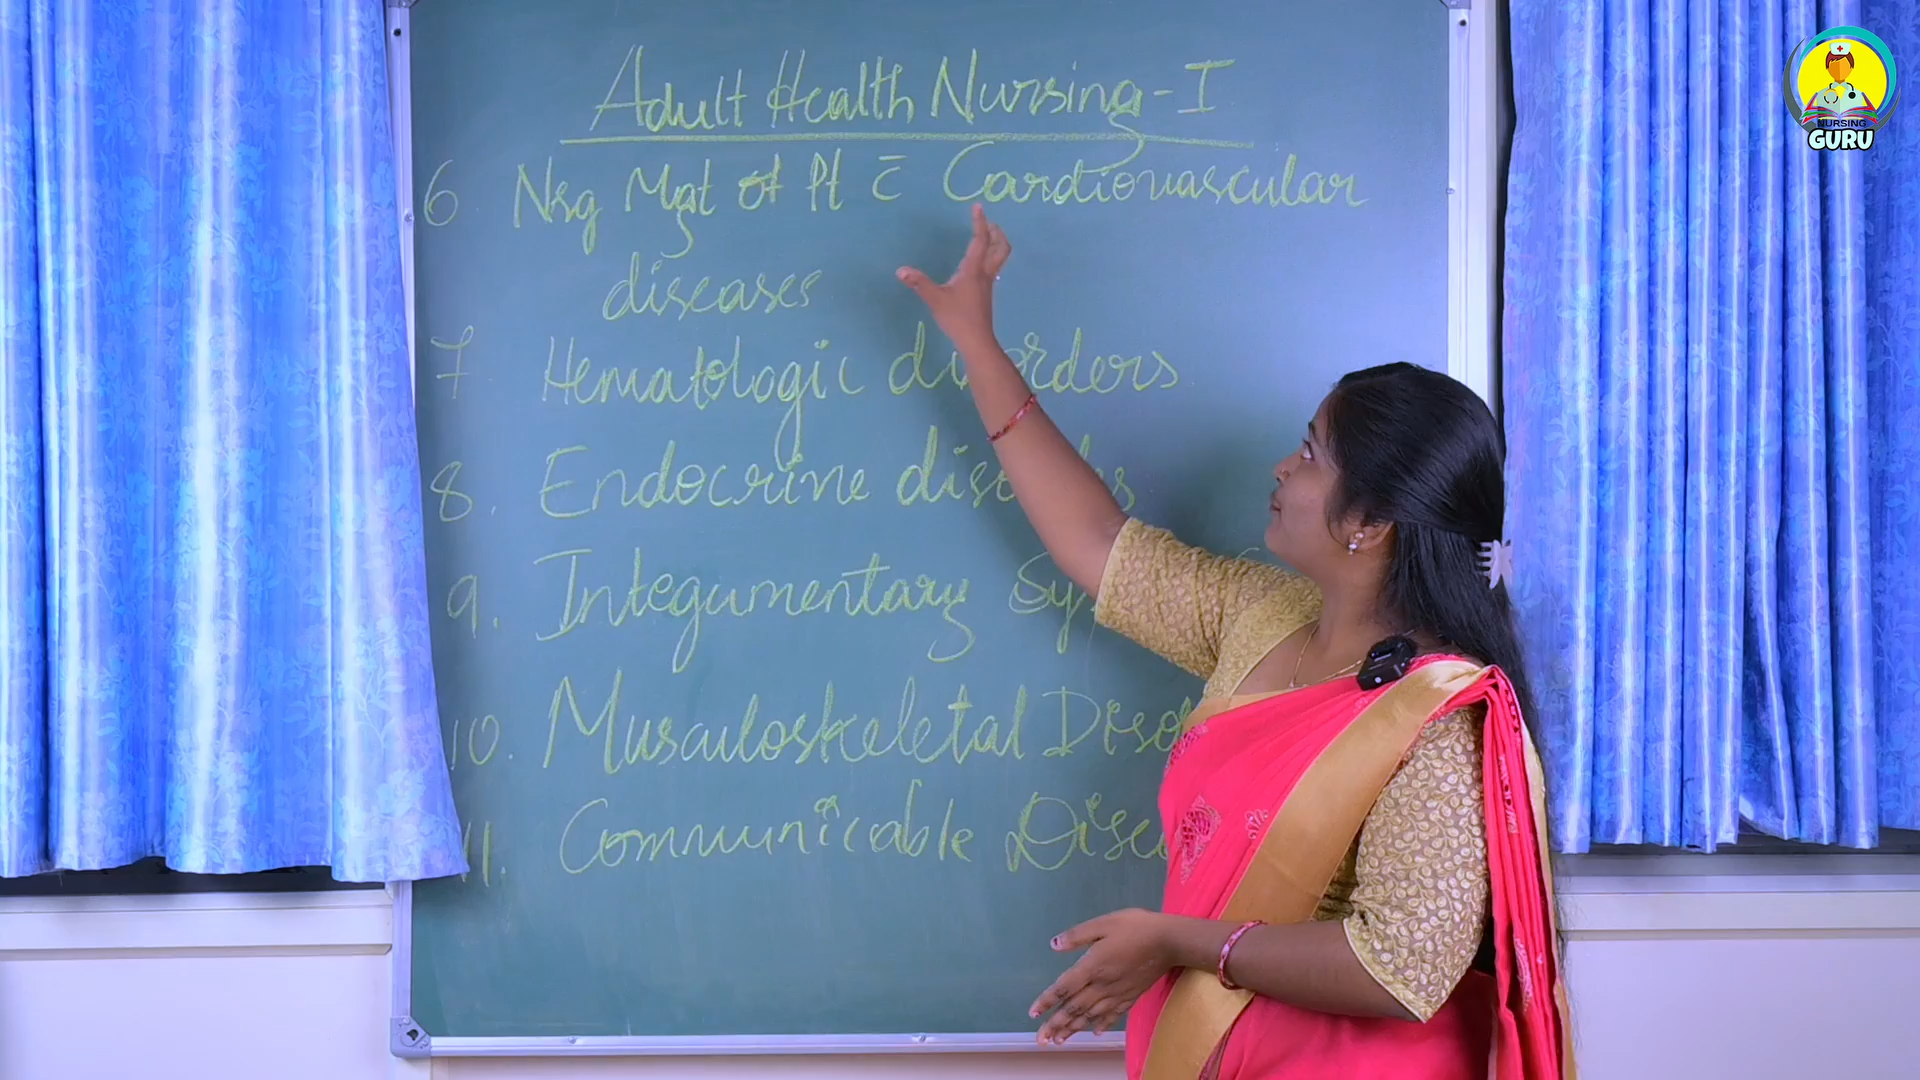 Adult Health Nursing-I
6 Nsg Mgt of Pt c̄ Cardiovascular
diseases
7 Hematologic disorders
8. Endocrine
9. Integumentary
10. Musculoskeletal
11. Communicable
NURSING
GURU